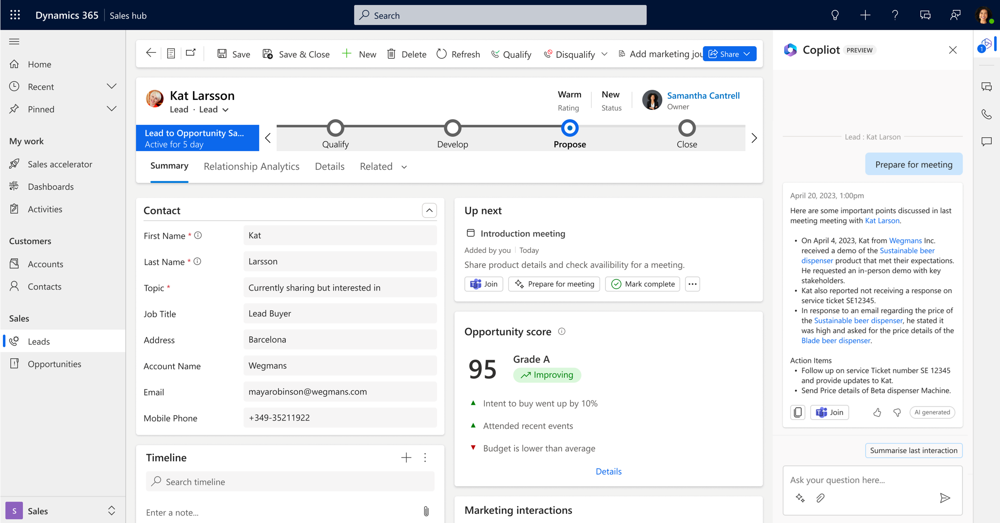 Dynamics 365
Sales hub
Search
Home
Recent
Pinned
My work
Sales accelerator
Dashboards
Activities
Customers
Accounts
Contacts
Sales
Leads
Opportunities
S
Sales
Save
Save & Close
New
Delete
Refresh
Qualify
Disqualify
Add marketing jou
Share
Kat Larsson
Lead · Lead
Warm
Rating
New
Status
Samantha Cantrell
Owner
Lead to Opportunity Sa...
Active for 5 day
Qualify
Develop
Propose
Close
Summary
Relationship Analytics
Details
Related
Contact
First Name *
Kat
Last Name *
Larsson
Topic *
Currently sharing but interested in
Job Title
Lead Buyer
Address
Barcelona
Account Name
Wegmans
Email
mayarobinson@wegmans.com
Mobile Phone
+349-35211922
Timeline
Search timeline
Enter a note...
Up next
Introduction meeting
Added by you
Today
Share product details and check availibility for a meeting.
Join
Prepare for meeting
Mark complete
Opportunity score
95
Grade A
Improving
Intent to buy went up by 10%
Attended recent events
Budget is lower than average
Details
Marketing interactions
Copliot
PREVIEW
1
Lead : Kat Larson
Prepare for meeting
April 20, 2023, 1:00pm
Here are some important points discussed in last
meeting meeting with Kat Larson.
• On April 4, 2023, Kat from Wegmans Inc.
received a demo of the Sustainable beer
dispenser product that met their expectations.
He requested an in-person demo with key
stakeholders.
• Kat also reported not receiving a response on
service ticket SE12345.
• In response to an email regarding the price of
the Sustainable beer dispenser, he stated it
was high and asked for the price details of the
Blade beer dispenser.
Action Items
• Follow up on service Ticket number SE 12345
and provide updates to Kat.
• Send Price details of Beta dispenser Machine.
Join
AI generated
Summarise last interaction
Ask your question here...